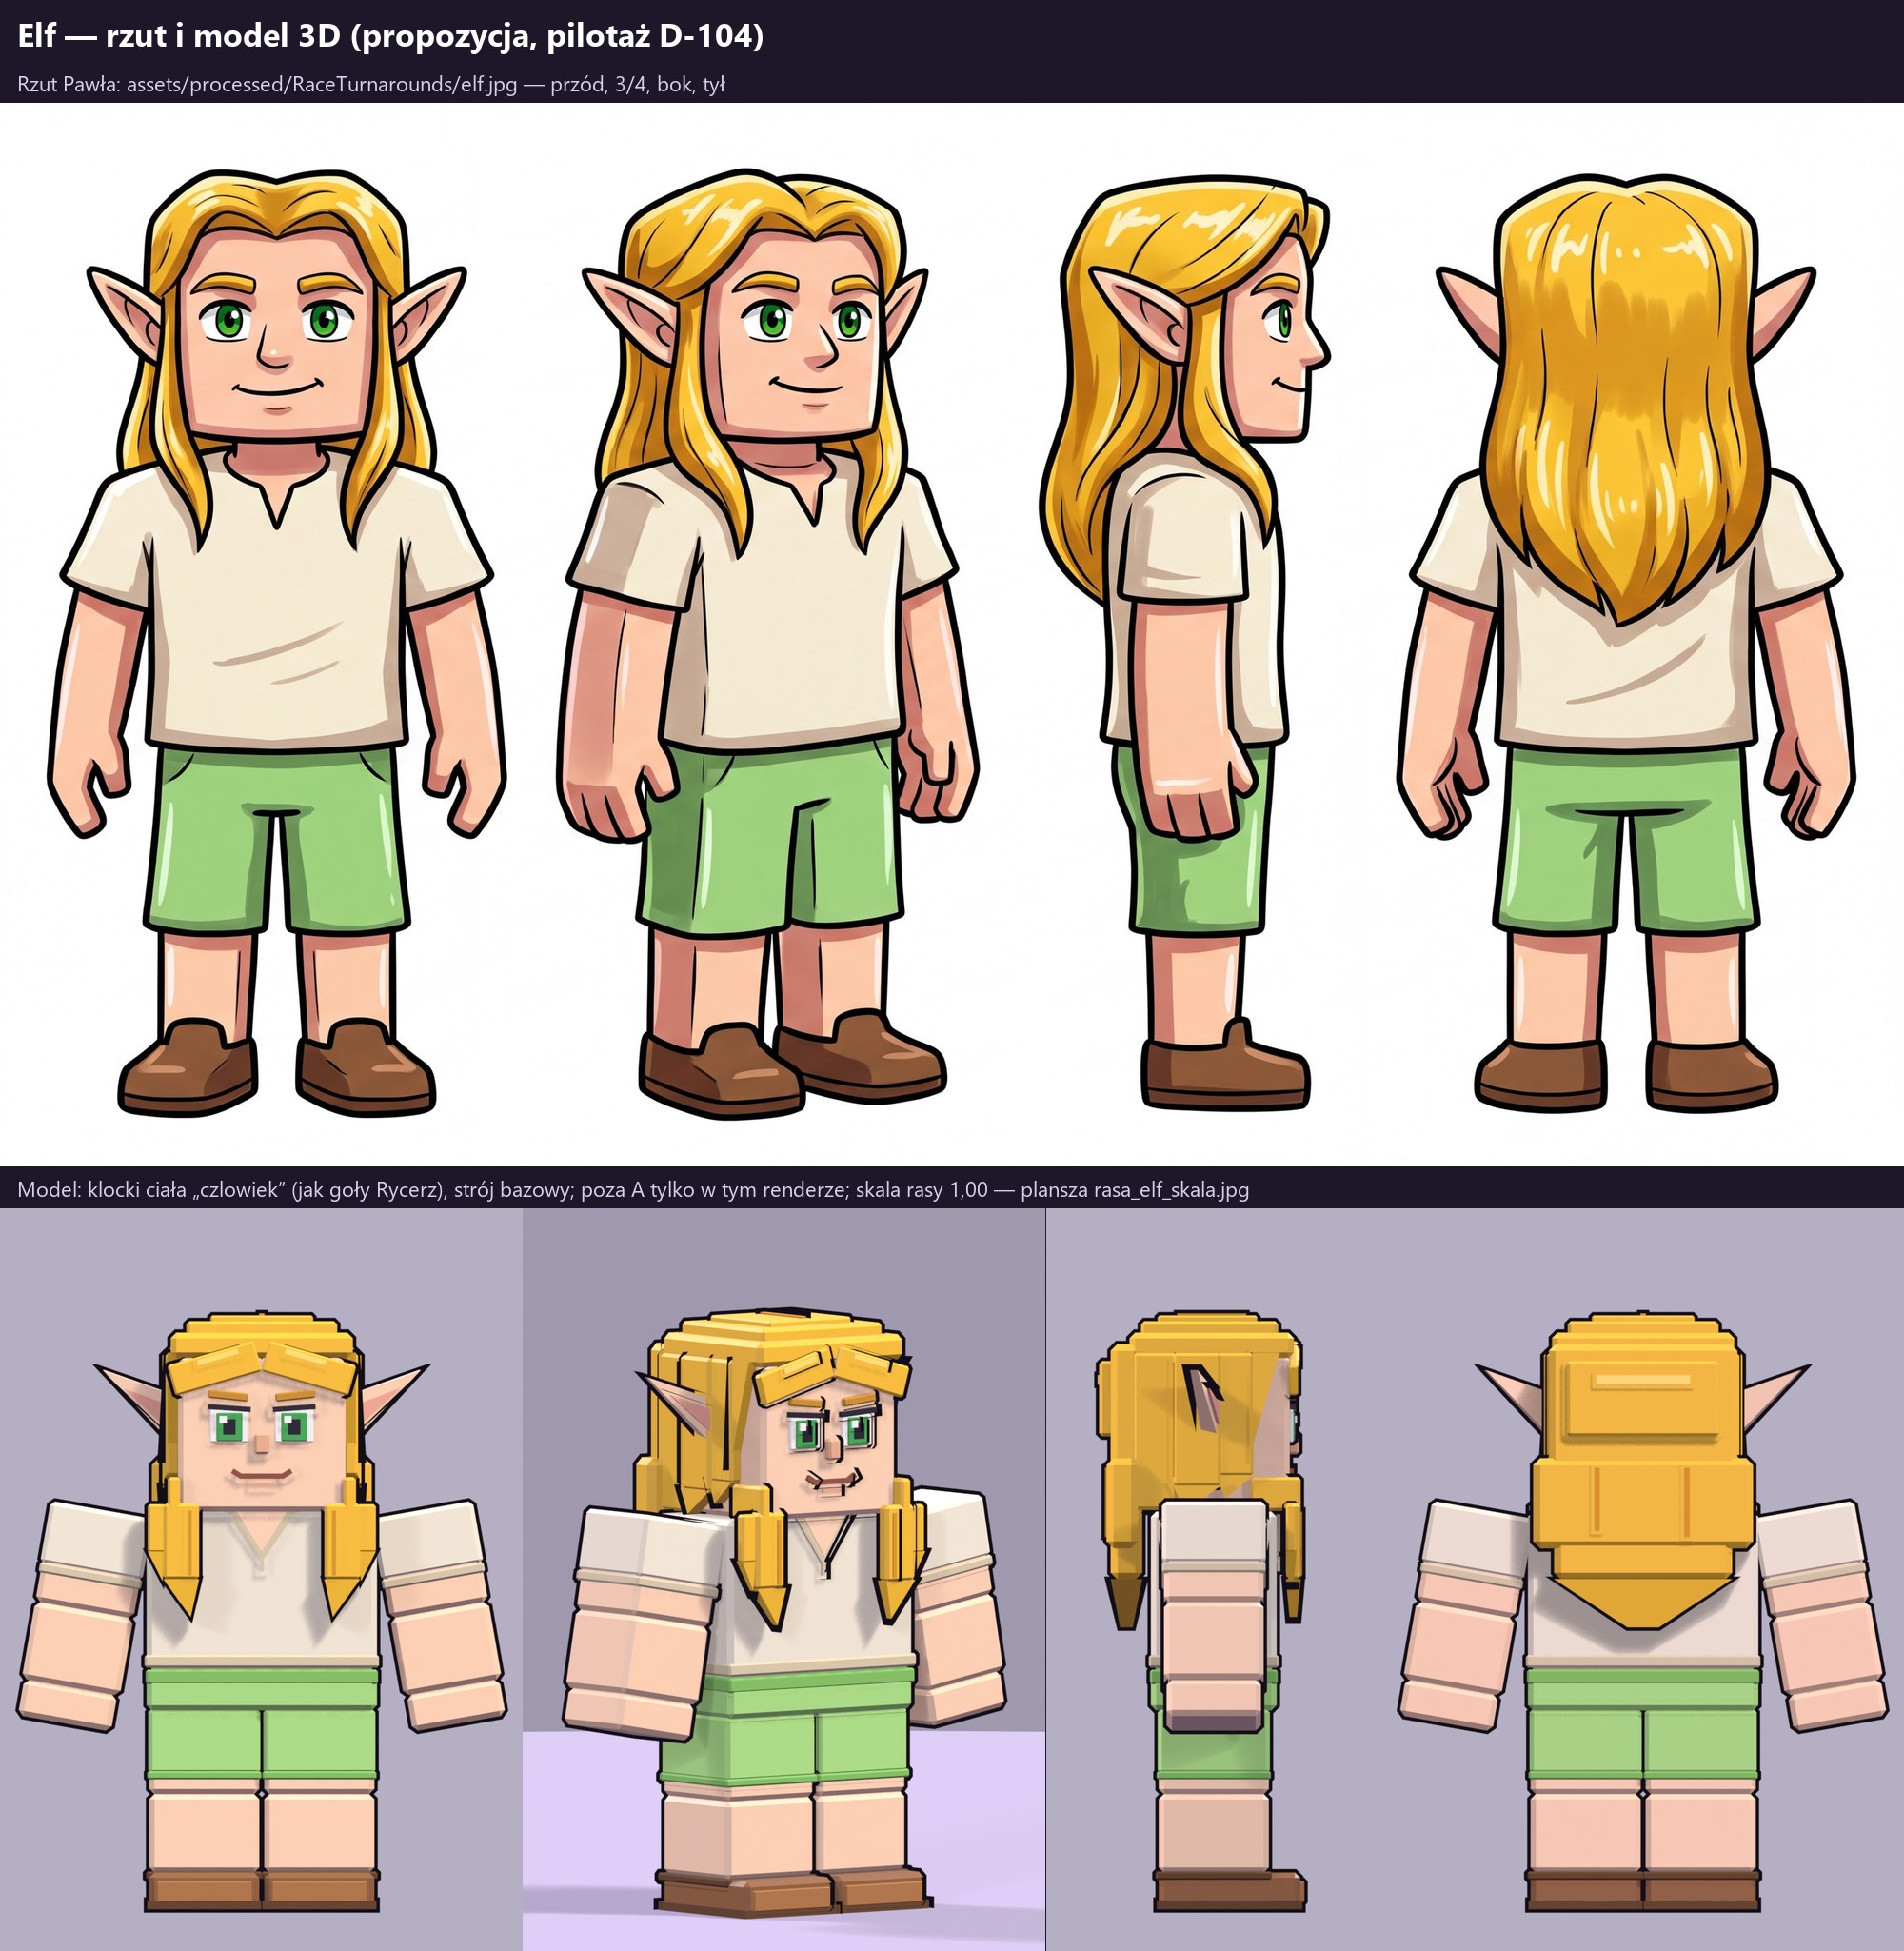 Elf — rzut i model 3D (propozycja, pilotaż D-104)
Rzut Pawła: assets/processed/RaceTurnarounds/elf.jpg — przód, 3/4, bok, tył
Model: klocki ciała „czlowiek” (jak goły Rycerz), strój bazowy; poza A tylko w tym renderze; skala rasy 1,00 — plansza rasa_elf_skala.jpg